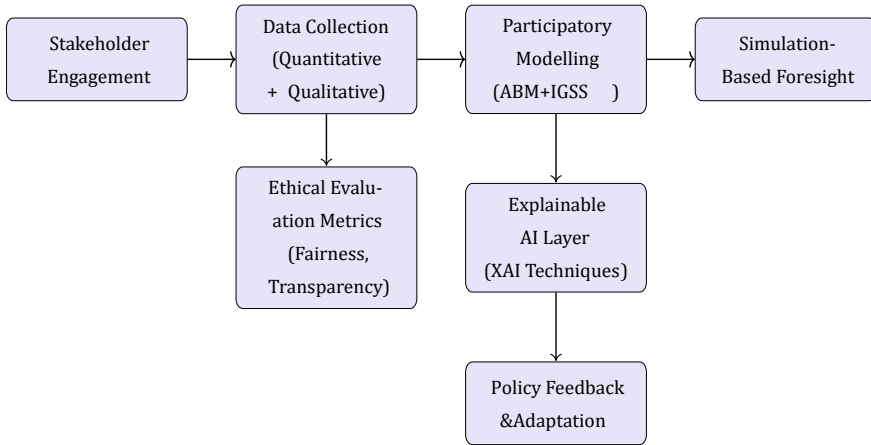 Stakeholder
Engagement
Data Collection
(Quantitative
+ Qualitative)
Participatory
Modelling
(ABM+IGSS )
Simulation-
Based Foresight
Ethical Evalu-
ation Metrics
(Fairness,
Transparency)
Explainable
AI Layer
(XAI Techniques)
Policy Feedback
&Adaptation